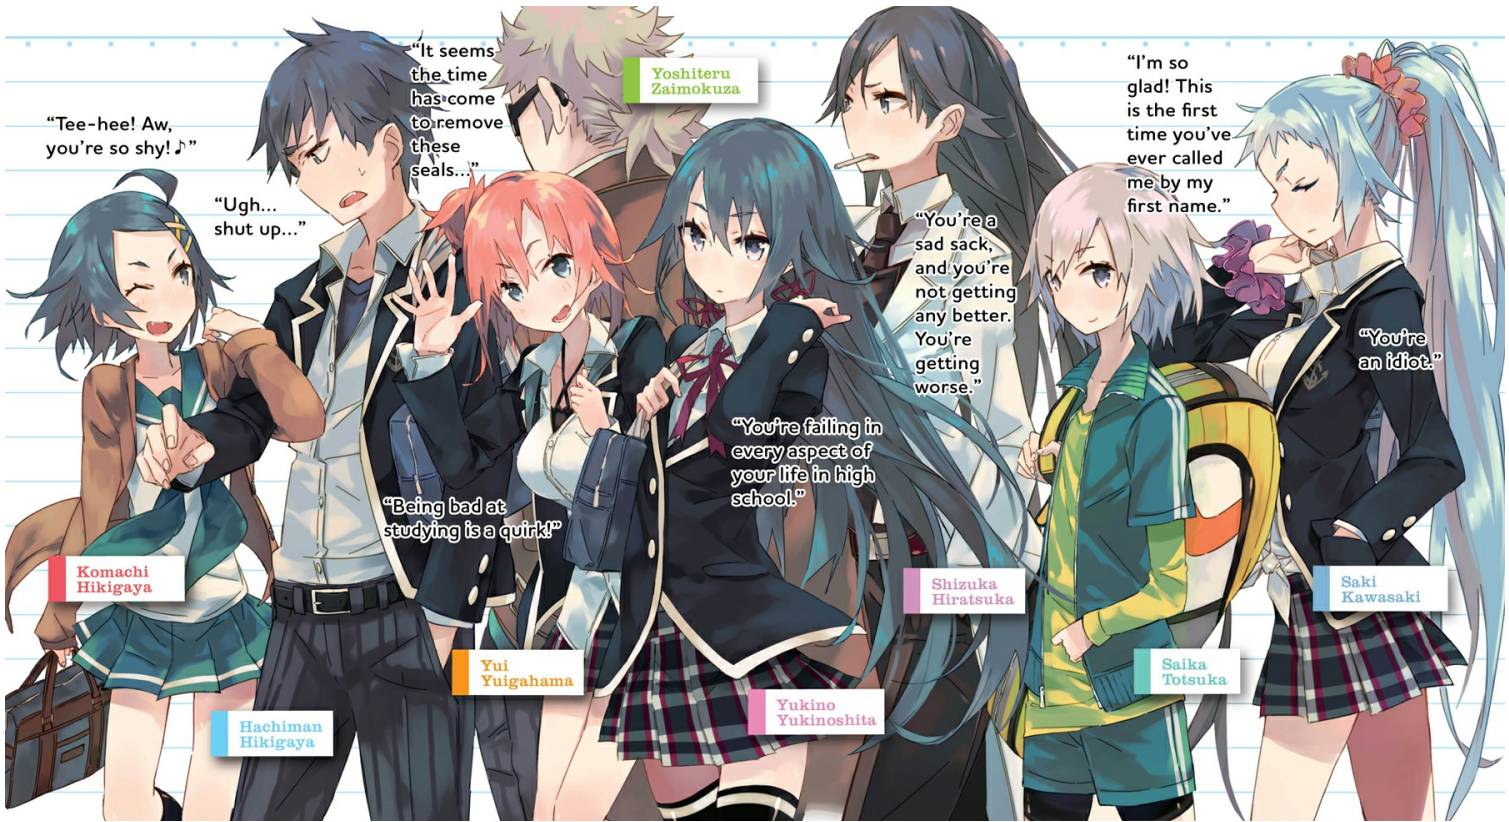 “Tee-hee! Aw,
you’re so shy!♪”
“Ugh...
shut up...”
“It seems
the time
has come
to remove
these
seals...”
Yoshiteru
Zaimokuza
“I’m so
glad! This
is the first
time you’ve
ever called
me by my
first name.”
“You’re a
sad sack,
and you’re
not getting
any better.
You’re
getting
worse.”
“You’re
an idiot.”
“You’re failing in
every aspect of
your life in high
school.”
“Being bad at
studying is a quirk!”
Komachi
Hikigaya
Shizuka
Hiratsuka
Saki
Kawasaki
Yui
Yuigahama
Saika
Totsuka
Yukino
Yukinoshita
Hachiman
Hikigaya